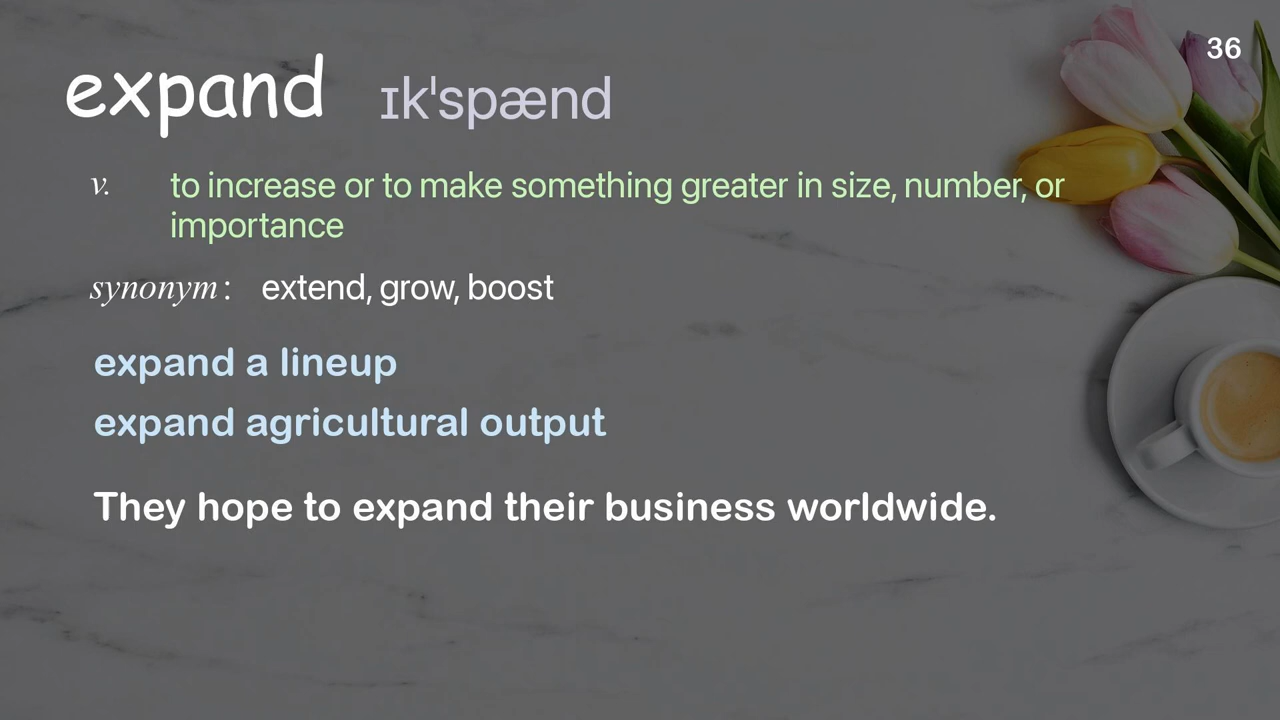 36
expand ɪkˈspænd
v. to increase or to make something greater in size, number, or
importance
synonym: extend, grow, boost
expand a lineup
expand agricultural output
They hope to expand their business worldwide.